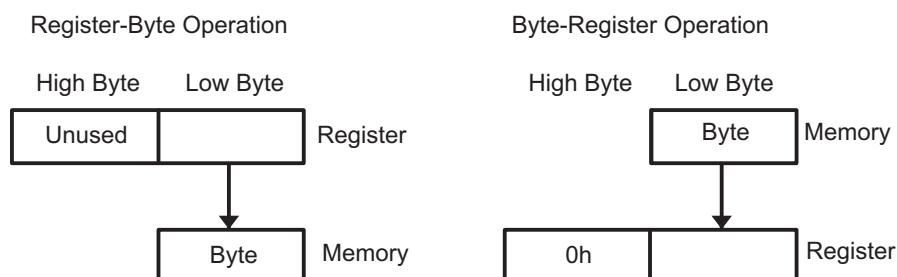 Register-Byte Operation
High Byte Low Byte
Unused Register
Byte Memory
Byte-Register Operation
High Byte Low Byte
Byte Memory
0h Register